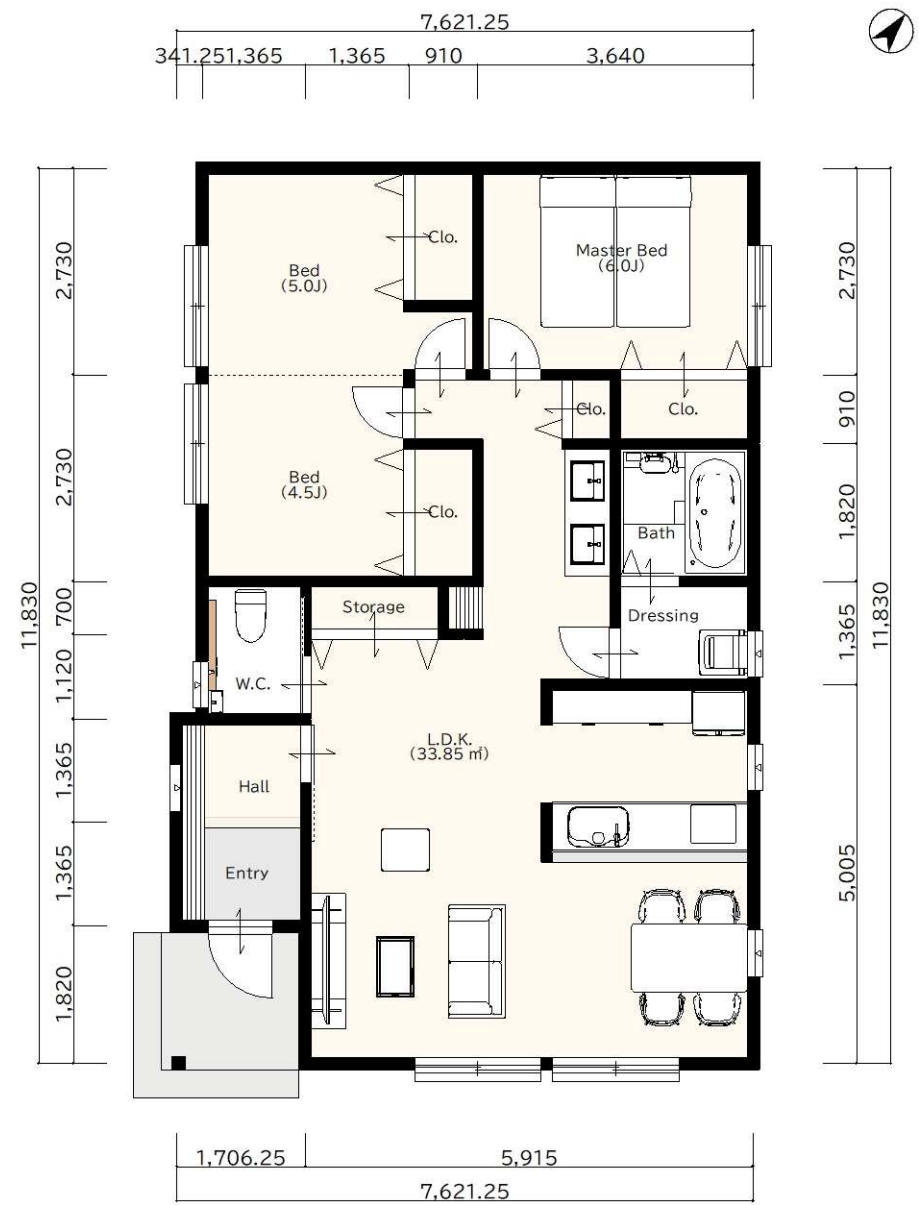 7,621.25
341.25
1,365
1,365
910
3,640
2,730
2,730
11,830
700
1,120
1,365
1,365
1,820
2,730
910
1,820
1,365
11,830
5,005
Bed
(5.0J)
Clo.
Master Bed
(6.0J)
Clo.
Clo.
Bed
(4.5J)
Clo.
Bath
Storage
Dressing
W.C.
L.D.K.
(33.85 ㎡)
Hall
Entry
1,706.25
5,915
7,621.25